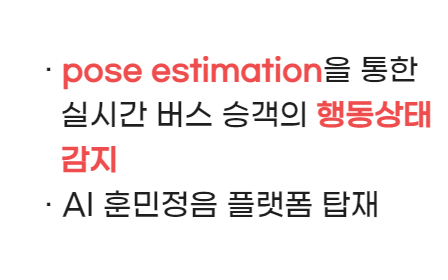 · pose estimation을 통한
실시간 버스 승객의 행동상태
감지
· AI 훈민정음 플랫폼 탑재